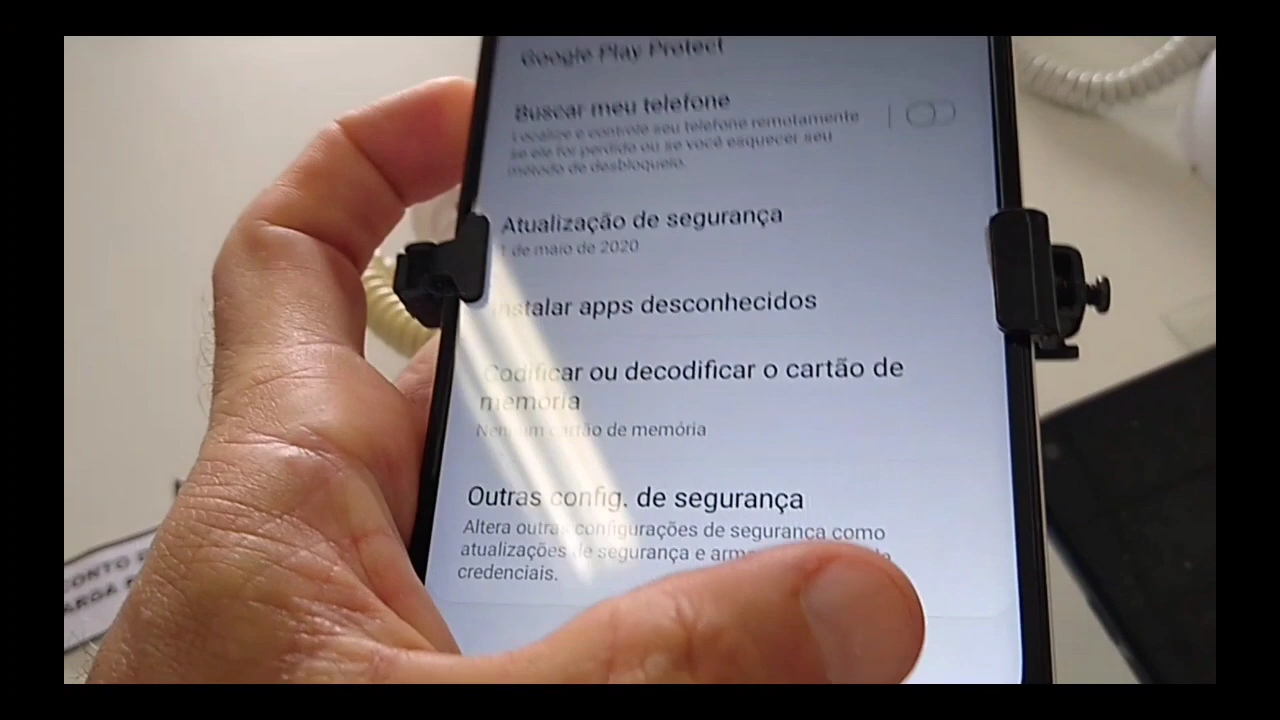 Google Play Protect
Buscar meu telefone
Localize e controle seu telefone remotamente
se ele for perdido ou se você esquecer seu
método de desbloqueio.
Atualização de segurança
1 de maio de 2020
Instalar apps desconhecidos
Codificar ou decodificar o cartão de
memória
Nenhum cartão de memória
Outras config. de segurança
Altera outras configurações de segurança como
atualizações de segurança e
credenciais.